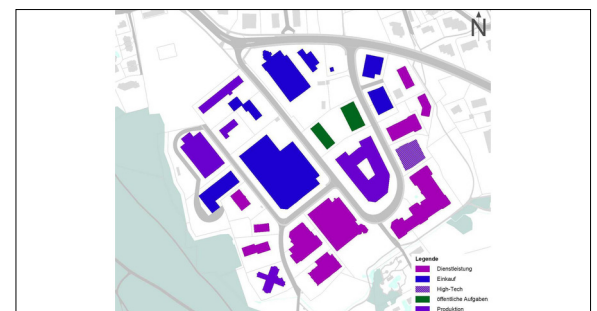 N
Legende
Dienstleistung
Einkauf
High-Tech
öffentliche Aufgaben
Produktion